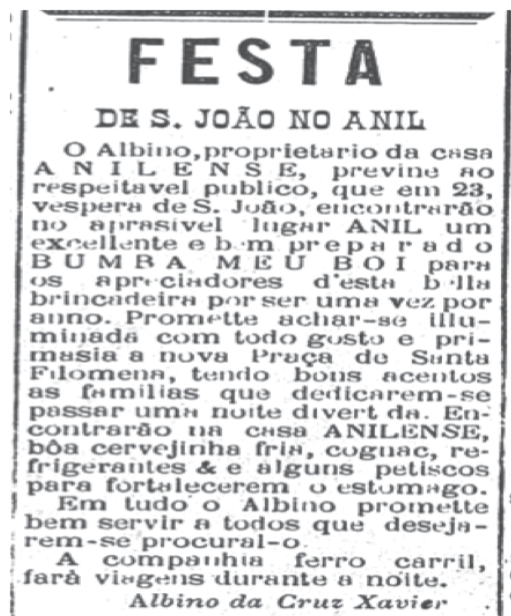 FESTA
DE S. JOÃO NO ANIL
O Albino, proprietario da casa
ANILENSE, previne ao
respeitavel publico, que em 23,
vespera de S. João, encontrarão
no aprasivel lugar ANIL um
excellente e bem preparado
BUMBA MEU BOI para
os apreciadores d'esta bella
brincadeira por ser uma vez por
anno. Promette achar-se illu-
minada com todo gosto e pri-
masia a nova Praça de Santa
Filomena, tendo bons acentos
as familias que dedicarem-se
passar uma noite divertida. En-
contrarão na casa ANILENSE,
bôa cervejinha fria, cognac, re-
frigerantes & e alguns petiscos
para fortalecerem o estomago.
Em tudo o Albino promette
bem servir a todos que deseja-
rem-se procural-o.
A companhia ferro carril,
fará viagens durante a noite.
Albino da Cruz Xavier